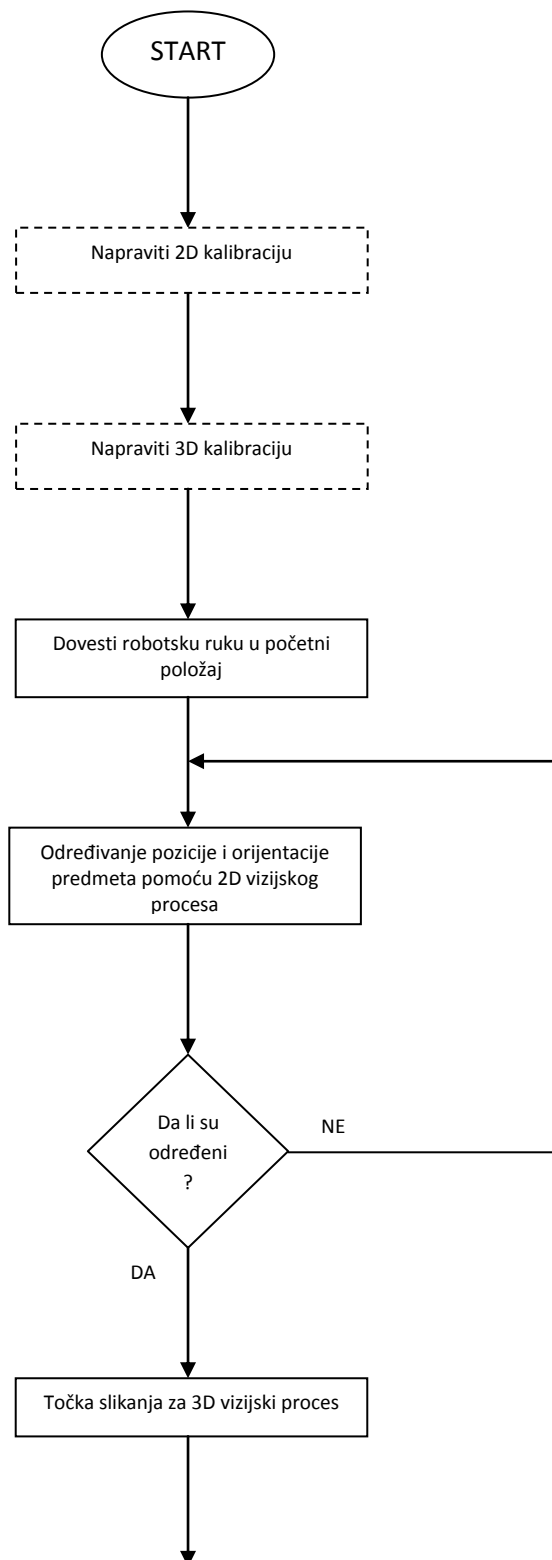 START
Napraviti 2D kalibraciju
Napraviti 3D kalibraciju
Dovesti robotsku ruku u početni
položaj
Određivanje pozicije i orijentacije
predmeta pomoću 2D vizijskog
procesa
Da li su
određeni
?
NE
DA
Točka slikanja za 3D vizijski proces